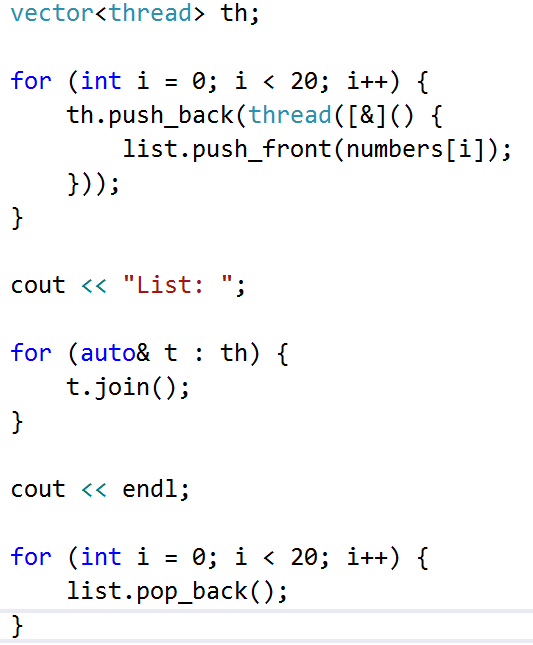 vector<thread> th;
for (int i = 0; i < 20; i++) {
    th.push_back(thread([&]() {
        list.push_front(numbers[i]);
    }));
}
cout << "List: ";
for (auto& t : th) {
    t.join();
}
cout << endl;
for (int i = 0; i < 20; i++) {
    list.pop_back();
}